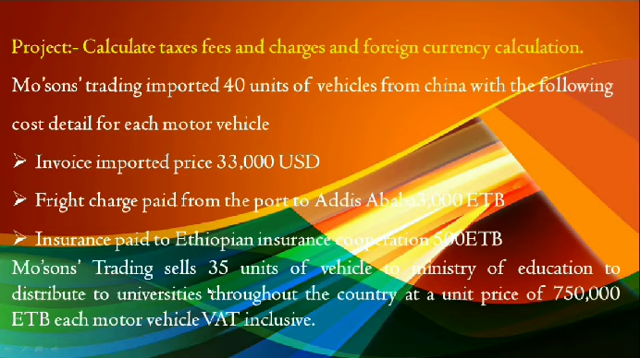 Project:- Calculate taxes fees and charges and foreign currency calculation.
Mo'sons' trading imported 40 units of vehicles from china with the following
cost detail for each motor vehicle
➢ Invoice imported price 33,000 USD
➢ Fright charge paid from the port to Addis Ababa3,000 ETB
➢ Insurance paid to Ethiopian insurance cooperation 500ETB
Mo'sons' Trading sells 35 units of vehicle to ministry of education to
distribute to universities throughout the country at a unit price of 750,000
ETB each motor vehicle VAT inclusive.